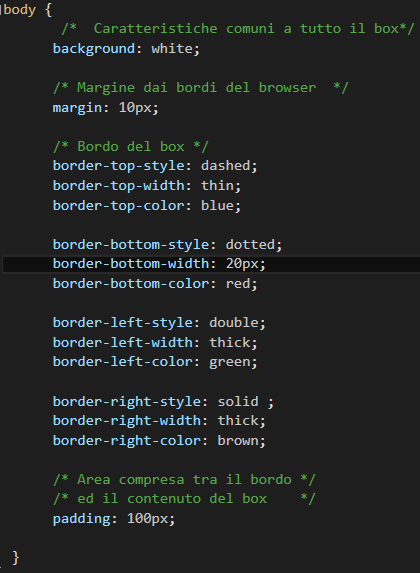 body {
/*  Caratteristiche comuni a tutto il box*/
background: white;
/* Margine dai bordi del browser  */
margin: 10px;
/* Bordo del box */
border-top-style: dashed;
border-top-width: thin;
border-top-color: blue;
border-bottom-style: dotted;
border-bottom-width: 20px;
border-bottom-color: red;
border-left-style: double;
border-left-width: thick;
border-left-color: green;
border-right-style: solid ;
border-right-width: thick;
border-right-color: brown;
/* Area compresa tra il bordo */
/* ed il contenuto del box    */
padding: 100px;
}